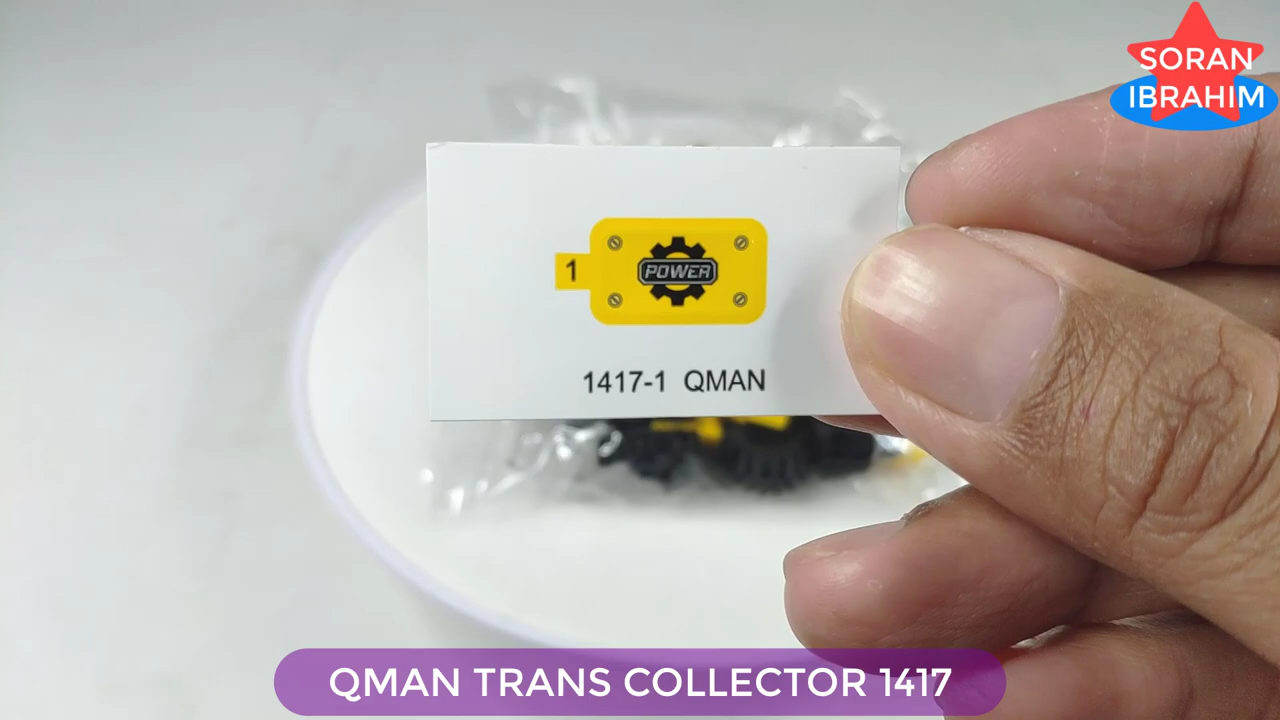 SORAN
IBRAHIM
1
POWER
1417-1 QMAN
QMAN TRANS COLLECTOR 1417